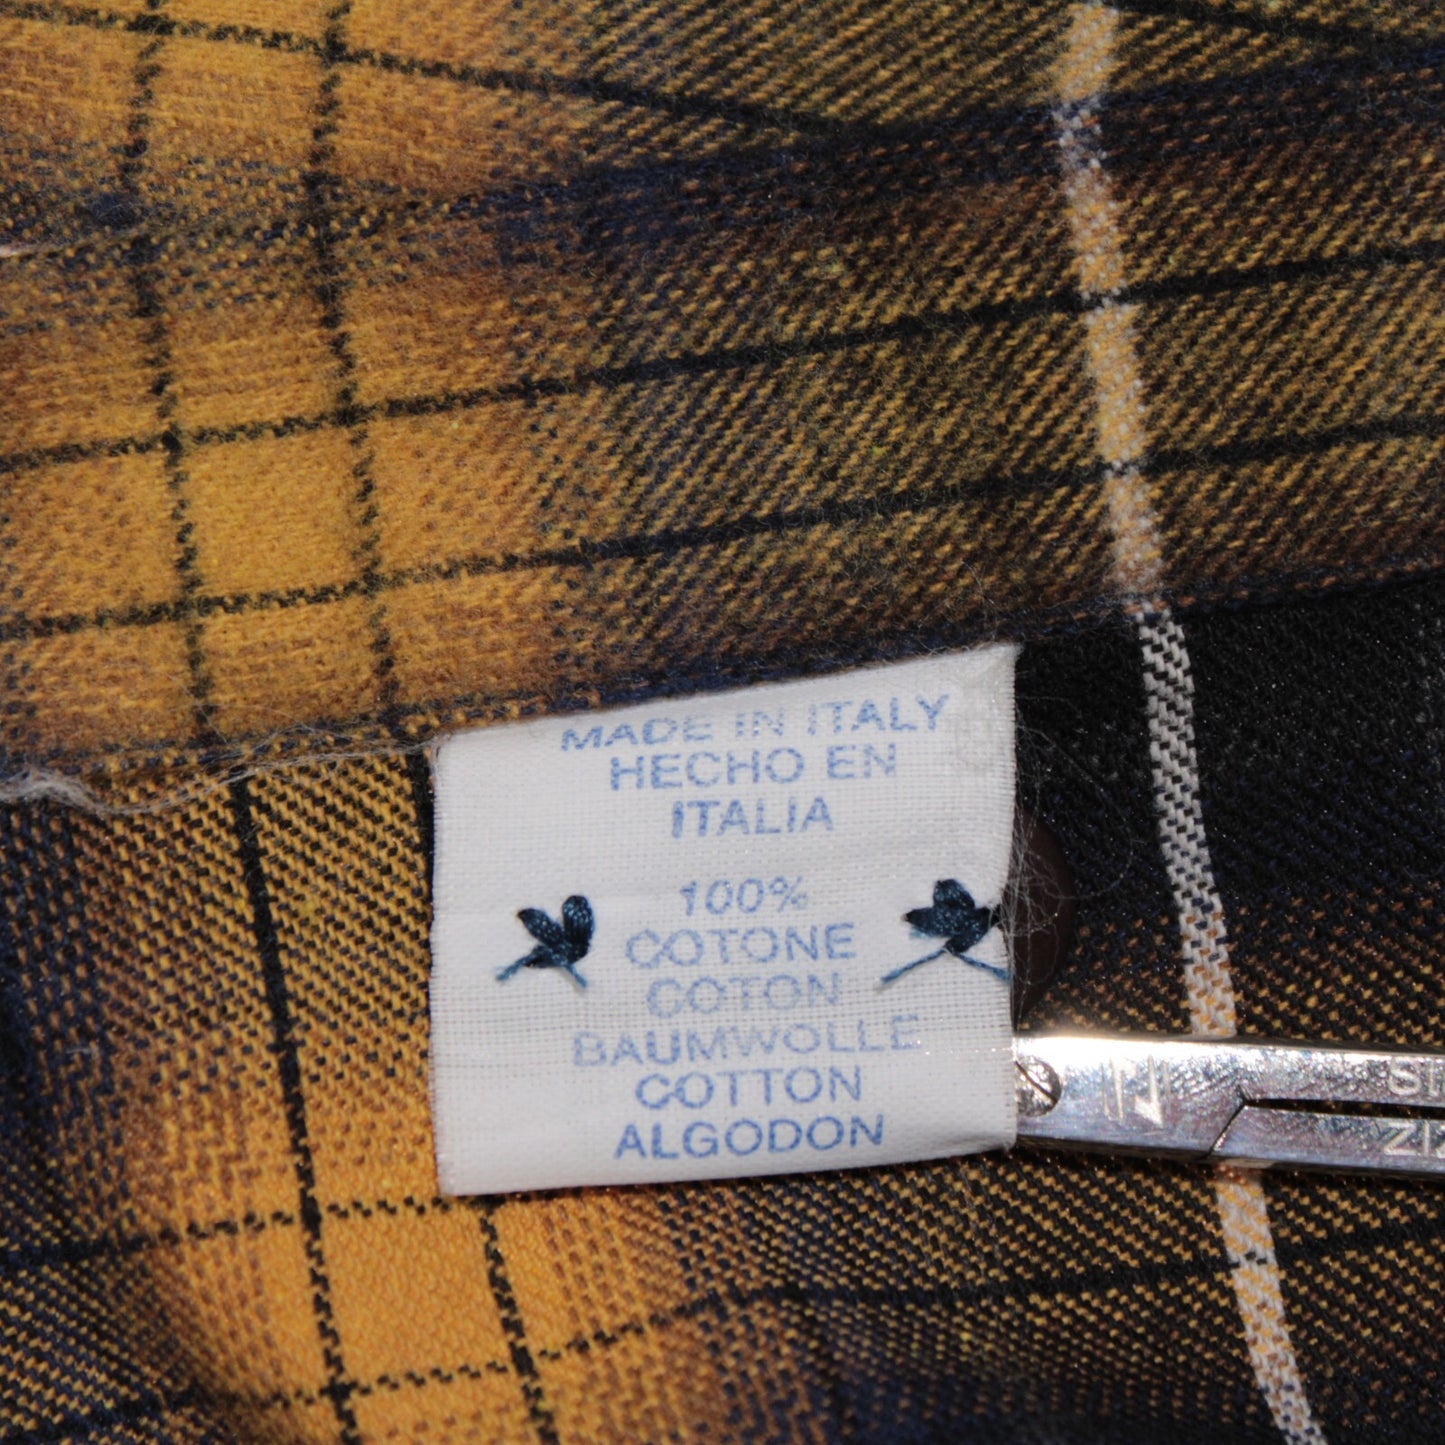 MADE IN ITALY
HECHO EN
ITALIA
100%
COTONE
COTON
BAUMWOLLE
COTTON
ALGODON